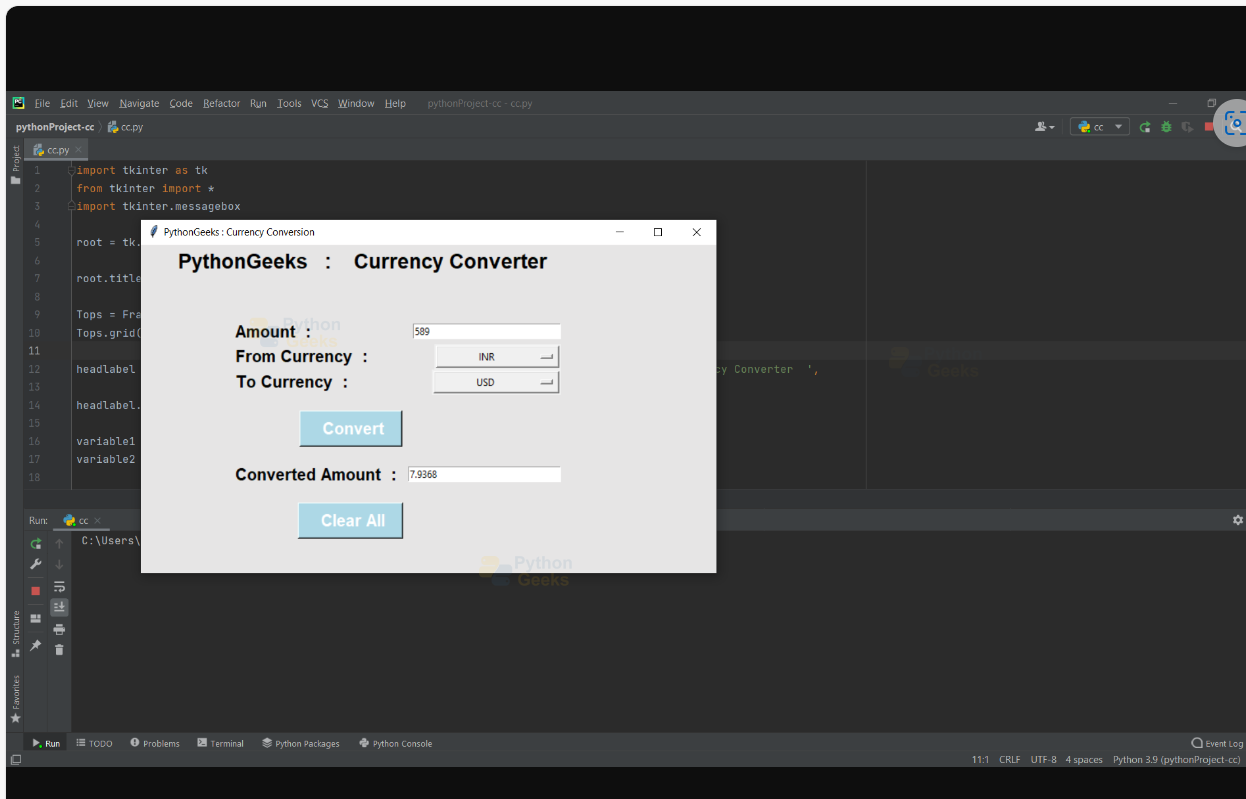 File Edit View Navigate Code Refactor Run Tools VCS Window Help pythonProject-cc - cc.py
pythonProject-cc cc.py cc
Project
cc.py
1 import tkinter as tk
2 from tkinter import *
3 import tkinter.messagebox
4
5 root = tk.
6
7 root.title
8
9 Tops = Fra
10 Tops.grid(
11
12 headlabel cy Converter ',
13
14 headlabel.
15
16 variable1
17 variable2
18
PythonGeeks : Currency Conversion
PythonGeeks : Currency Converter
Python
Geeks
Amount : 589
From Currency : INR
To Currency : USD
Convert
Converted Amount : 7.9368
Clear All
Python
Geeks
Python
Geeks
Run: cc
C:\Users\
Structure
Favorites
Run TODO Problems Terminal Python Packages Python Console Event Log
11:1 CRLF UTF-8 4 spaces Python 3.9 (pythonProject-cc)